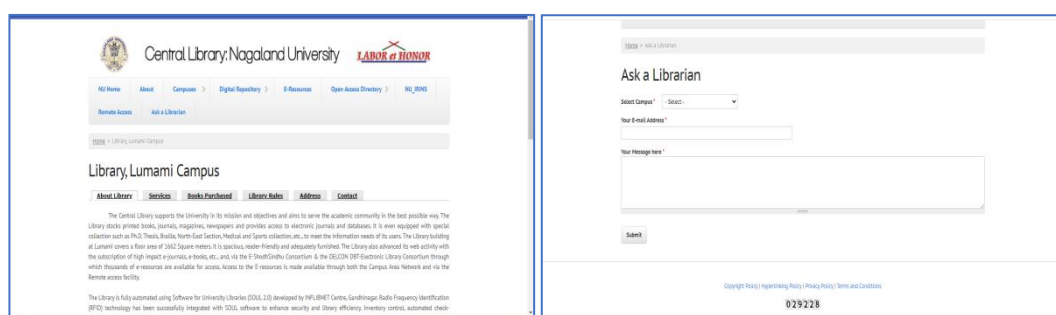 Central Library: Nagaland University
LABOR et HONOR
NU Home About Campuses Digital Repository E-Resources Open Access Directory NU_IRINS
Remote Access Ask a Librarian
Home > Library, Lumami Campus
Library, Lumami Campus
About Library Services Books Purchased Library Rules Address Contact
The Central Library supports the University in its mission and objectives and aims to serve the academic community in the best possible way. The
Library stocks printed books, journals, magazines, newspapers and provides access to electronic journals and databases. It is even equipped with special
collection such as Ph.D. Thesis, Braille, North-East Section, Medical and Sports collection, etc., to meet the information needs of its users. The Library building
at Lumami covers a floor area of 1662 Square meters. It is spacious, reader-friendly and adequately furnished. The Library also advanced its web activity with
the subscription of high impact e-journals, e-books, etc., and, via the E-ShodhSindhu Consortium & the DELCON DBT-Electronic Library Consortium through
which thousands of e-resources are available for access. Access to the E-resources is made available through both the Campus Area Network and via the
Remote access facility.
The Library is fully automated using Software for University Libraries (SOUL 2.0) developed by INFLIBNET Centre, Gandhinagar. Radio Frequency Identification
(RFID) technology has been successfully integrated with SOUL software to enhance security and library efficiency. Inventory control, automated check-
Home > Ask a Librarian
Ask a Librarian
Select Campus * - Select -
Your E-mail Address *
Your Message here *
Submit
Copyright Policy | Hyperlinking Policy | Privacy Policy | Terms and Conditions
029228